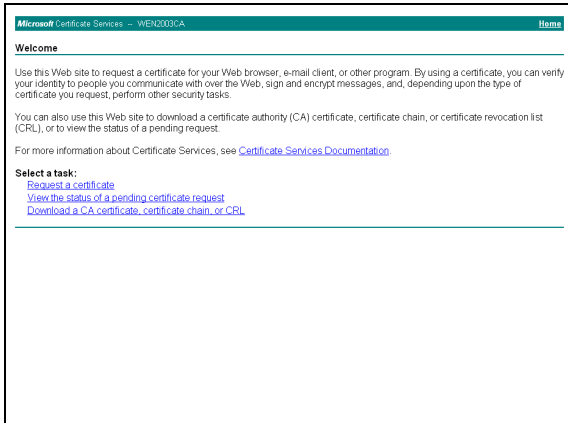 Microsoft Certificate Services -- WEN2003CA Home
Welcome
Use this Web site to request a certificate for your Web browser, e-mail client, or other program. By using a certificate, you can verify
your identity to people you communicate with over the Web, sign and encrypt messages, and, depending upon the type of
certificate you request, perform other security tasks.
You can also use this Web site to download a certificate authority (CA) certificate, certificate chain, or certificate revocation list
(CRL), or to view the status of a pending request.
For more information about Certificate Services, see Certificate Services Documentation.
Select a task:
Request a certificate
View the status of a pending certificate request
Download a CA certificate, certificate chain, or CRL